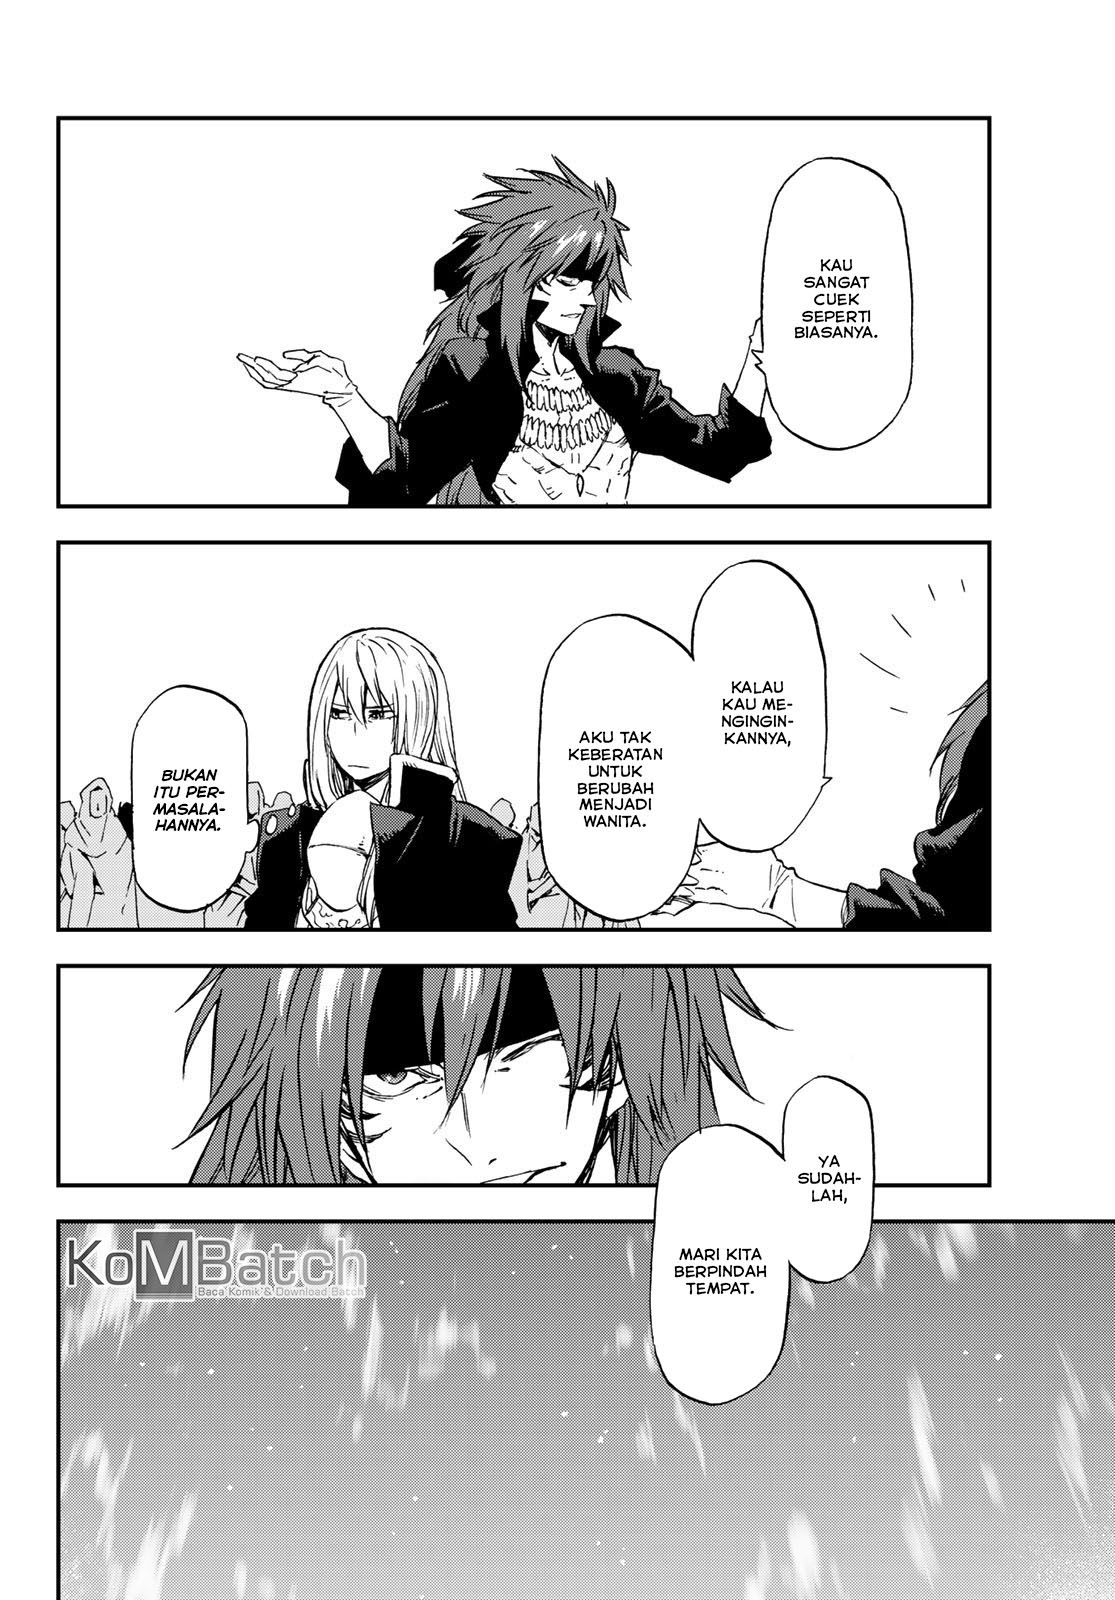 KAU
SANGAT
CUEK
SEPERTI
BIASANYA.
KALAU
KAU ME-
NGINGIN-
KANNYA,
AKU TAK
KEBERATAN
UNTUK
BERUBAH
MENJADI
WANITA.
BUKAN
ITU PER-
MASALA-
HANNYA.
YA
SUDAH-
LAH,
MARI KITA
BERPINDAH
TEMPAT.
KoMBatch
Baca Komik & Download Batch